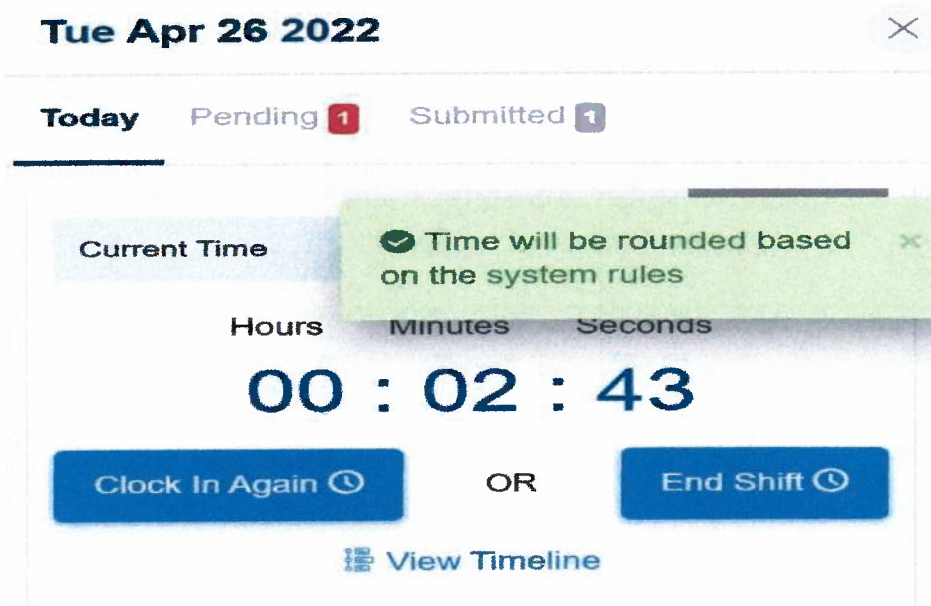 Tue Apr 26 2022
Today Pending 1 Submitted 1
Current Time
Time will be rounded based
on the system rules
Hours Minutes Seconds
00 : 02 : 43
Clock In Again OR End Shift
View Timeline